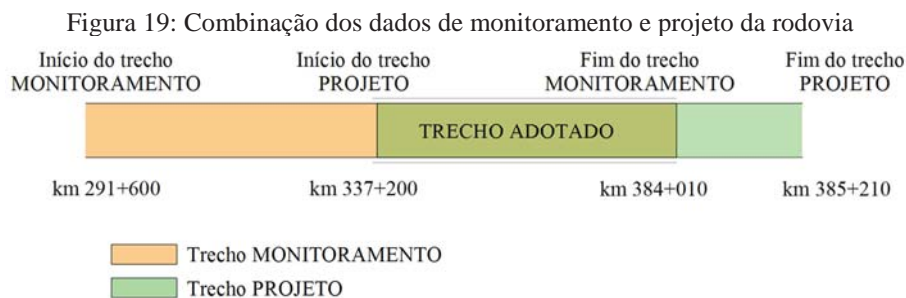 Figura 19: Combinação dos dados de monitoramento e projeto da rodovia
Início do trecho MONITORAMENTO
Início do trecho PROJETO
Fim do trecho MONITORAMENTO
Fim do trecho PROJETO
TRECHO ADOTADO
km 291+600
km 337+200
km 384+010
km 385+210
Trecho MONITORAMENTO
Trecho PROJETO